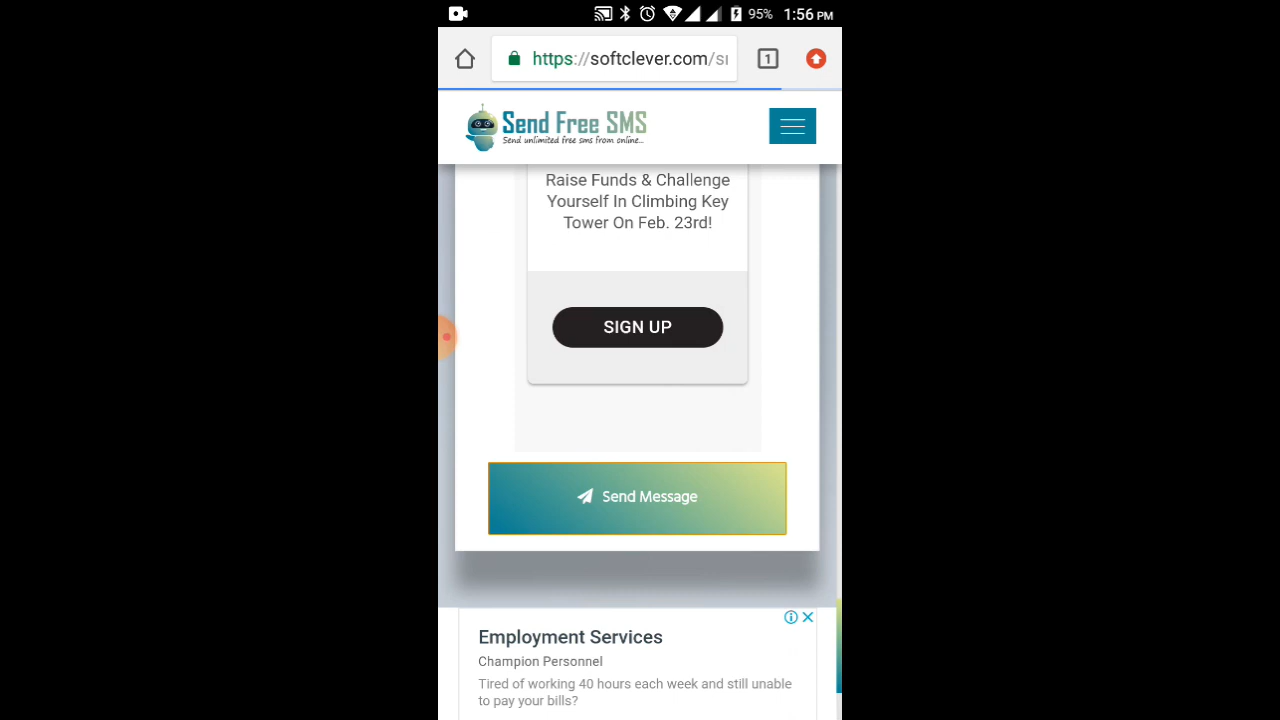 95% 1:56 PM
https://softclever.com/s
1
Send Free SMS
Send unlimited free sms from online...
Raise Funds & Challenge
Yourself In Climbing Key
Tower On Feb. 23rd!
SIGN UP
Send Message
Employment Services
Champion Personnel
Tired of working 40 hours each week and still unable
to pay your bills?